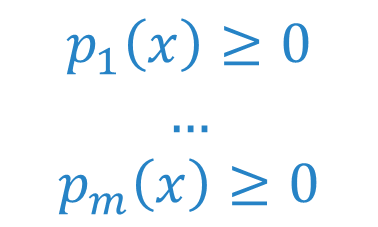 p₁(x) ≥ 0
...
pₘ(x) ≥ 0